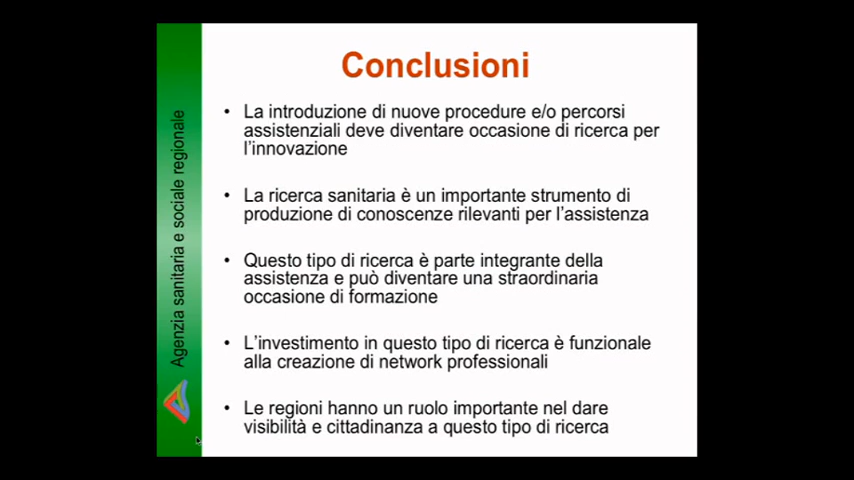 Conclusioni
• La introduzione di nuove procedure e/o percorsi
assistenziali deve diventare occasione di ricerca per
l'innovazione
• La ricerca sanitaria è un importante strumento di
produzione di conoscenze rilevanti per l'assistenza
• Questo tipo di ricerca è parte integrante della
assistenza e può diventare una straordinaria
occasione di formazione
• L'investimento in questo tipo di ricerca è funzionale
alla creazione di network professionali
• Le regioni hanno un ruolo importante nel dare
visibilità e cittadinanza a questo tipo di ricerca
Agenzia sanitaria e sociale regionale